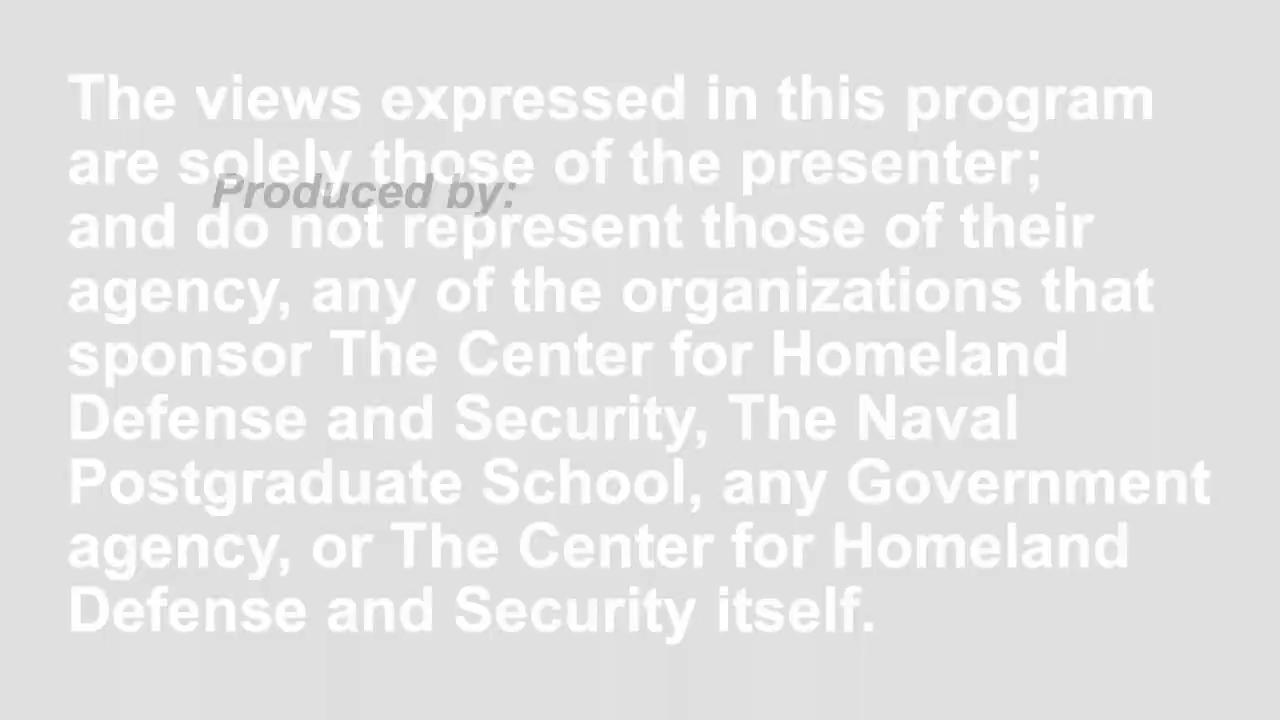 The views expressed in this program
are solely those of the presenter;
Produced by:
and do not represent those of their
agency, any of the organizations that
sponsor The Center for Homeland
Defense and Security, The Naval
Postgraduate School, any Government
agency, or The Center for Homeland
Defense and Security itself.